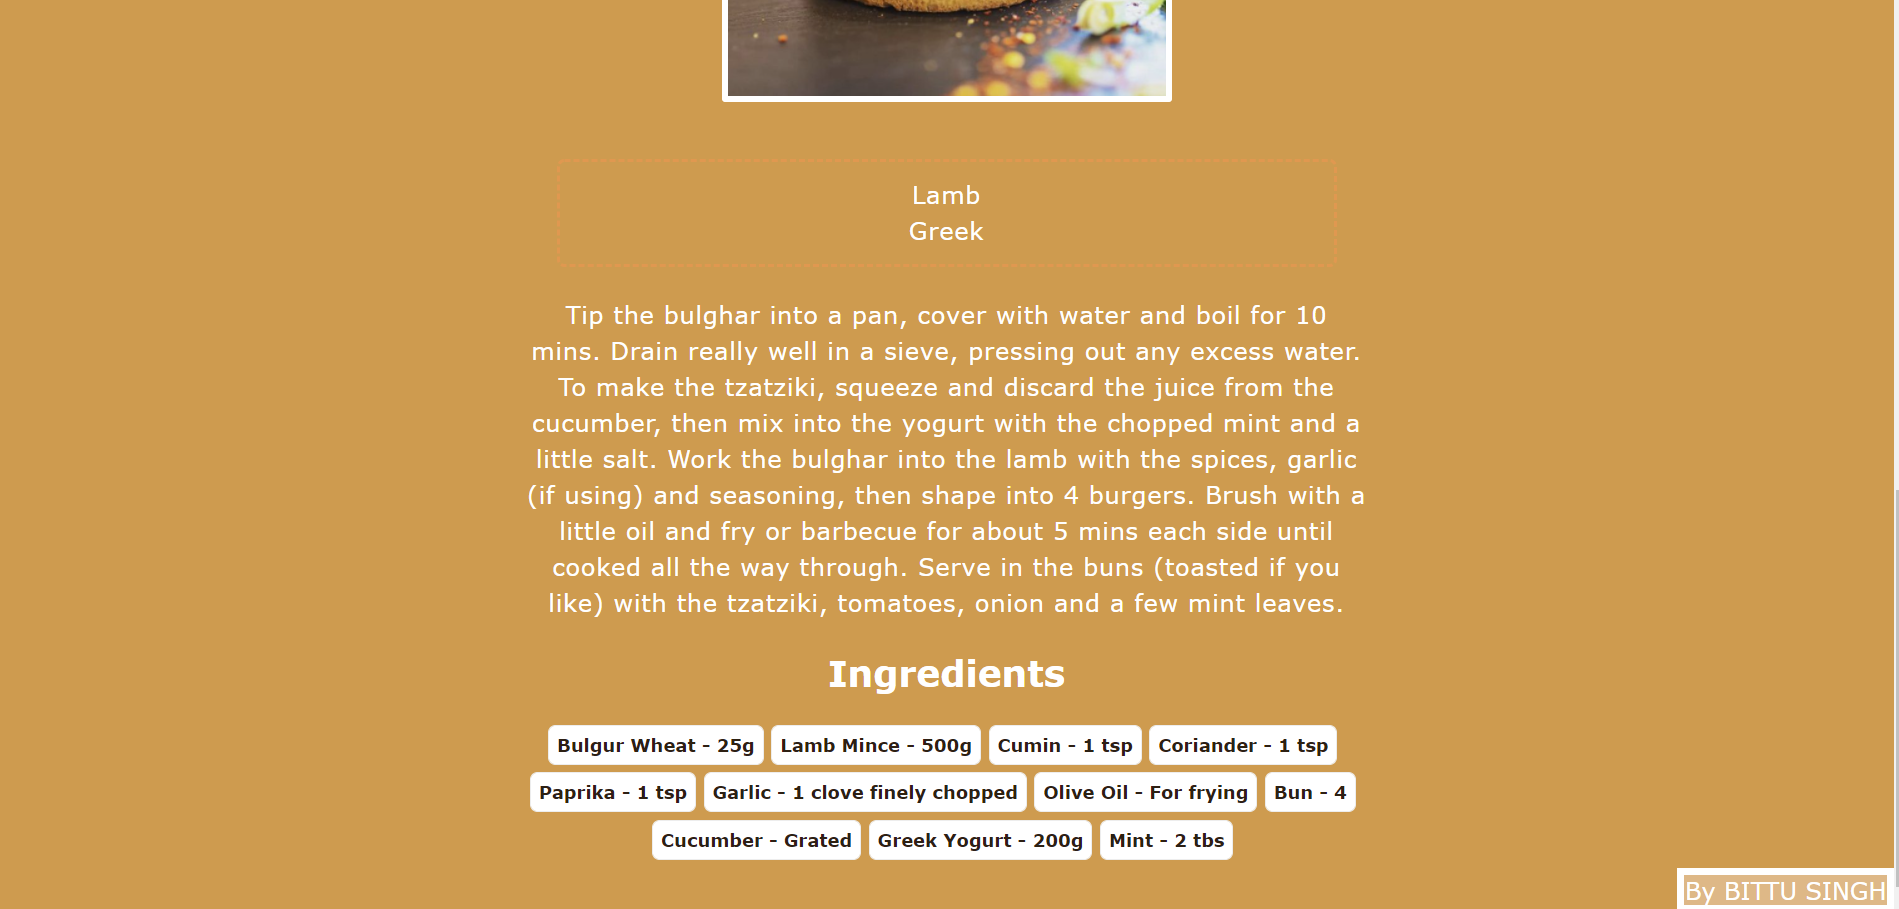 Lamb
Greek
Tip the bulghar into a pan, cover with water and boil for 10
mins. Drain really well in a sieve, pressing out any excess water.
To make the tzatziki, squeeze and discard the juice from the
cucumber, then mix into the yogurt with the chopped mint and a
little salt. Work the bulghar into the lamb with the spices, garlic
(if using) and seasoning, then shape into 4 burgers. Brush with a
little oil and fry or barbecue for about 5 mins each side until
cooked all the way through. Serve in the buns (toasted if you
like) with the tzatziki, tomatoes, onion and a few mint leaves.
Ingredients
Bulgur Wheat - 25g Lamb Mince - 500g Cumin - 1 tsp Coriander - 1 tsp
Paprika - 1 tsp Garlic - 1 clove finely chopped Olive Oil - For frying Bun - 4
Cucumber - Grated Greek Yogurt - 200g Mint - 2 tbs
By BITTU SINGH